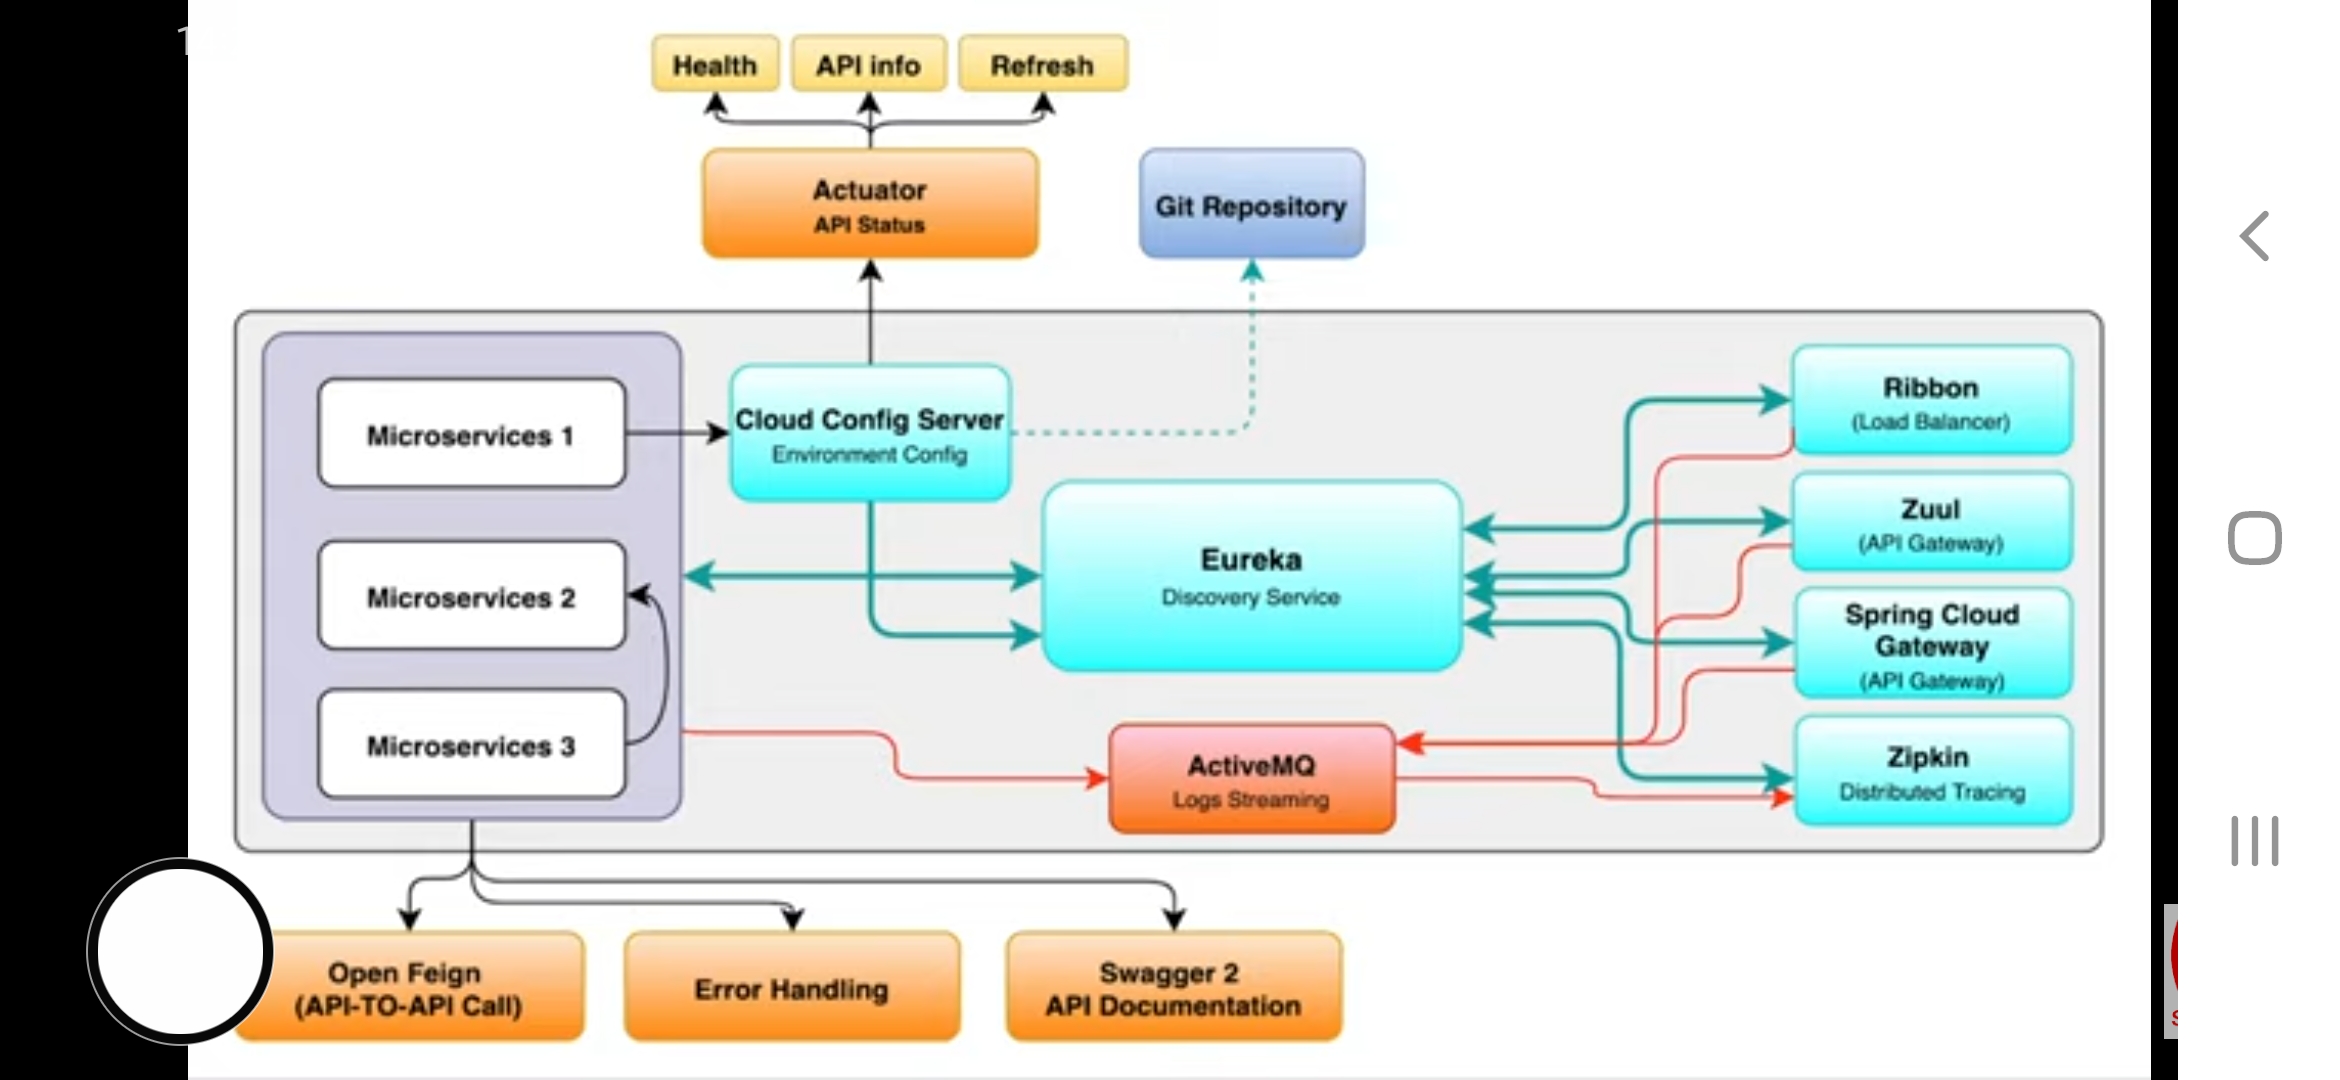 Health
API info
Refresh
Actuator
API Status
Git Repository
Microservices 1
Cloud Config Server
Environment Config
Ribbon
(Load Balancer)
Zuul
(API Gateway)
Eureka
Discovery Service
Microservices 2
Spring Cloud
Gateway
(API Gateway)
Microservices 3
ActiveMQ
Logs Streaming
Zipkin
Distributed Tracing
Open Feign
(API-TO-API Call)
Error Handling
Swagger 2
API Documentation